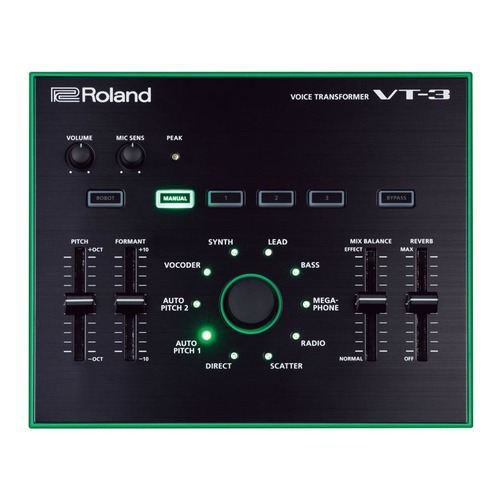 Roland
VOICE TRANSFORMER VT-3
VOLUME MIC SENS PEAK
ROBOT MANUAL 1 2 3 BYPASS
PITCH FORMANT SYNTH LEAD MIX BALANCE REVERB
+OCT +10 EFFECT MAX
VOCODER BASS
AUTO PITCH 2 MEGA-PHONE
AUTO PITCH 1 RADIO
-OCT -10 DIRECT SCATTER NORMAL OFF